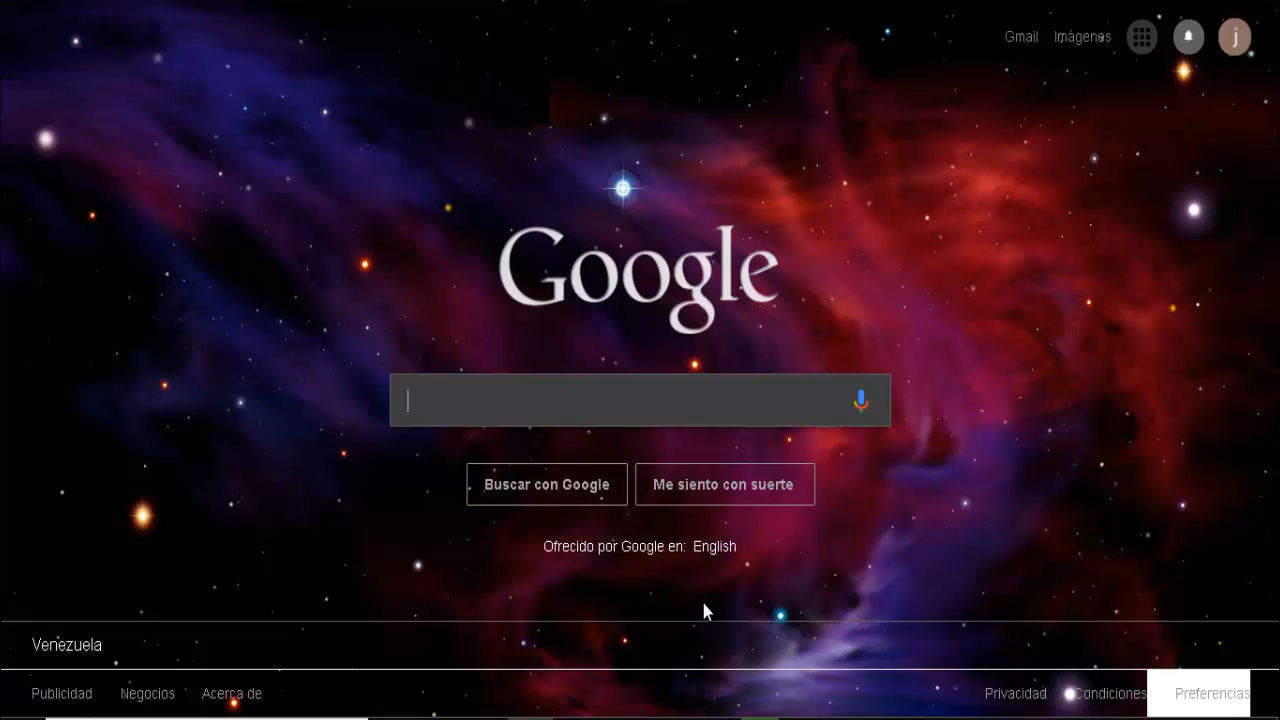 Gmail Imágenes j
Google
Buscar con Google Me siento con suerte
Ofrecido por Google en: English
Venezuela
Publicidad Negocios Acerca de Privacidad Condiciones Preferencias